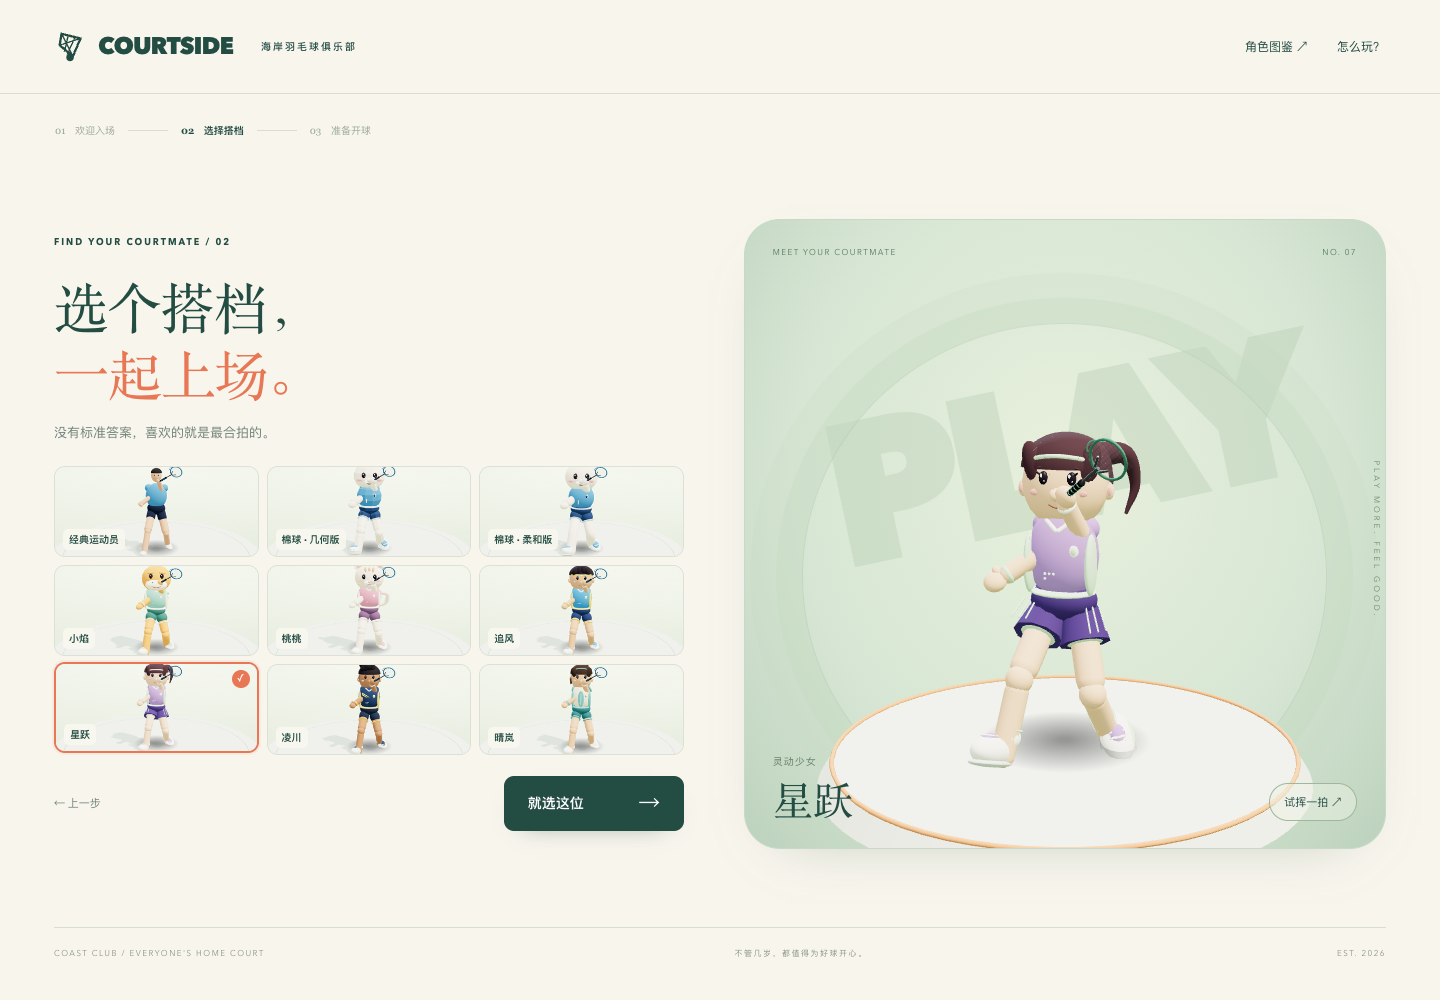 COURTSIDE 海岸羽毛球俱乐部 角色图鉴 ↗ 怎么玩?
01 欢迎入场 02 选择搭档 03 准备开球
FIND YOUR COURTMATE / 02
选个搭档，
一起上场。
没有标准答案，喜欢的就是最合拍的。
经典运动员 棉球·几何版 棉球·柔和版
小焰 桃桃 追风
星跃 ✓ 凌川 晴岚
← 上一步 就选这位 →
MEET YOUR COURTMATE NO. 07
PLAY
PLAY MORE. FEEL GOOD.
灵动少女
星跃
试挥一拍 ↗
COAST CLUB / EVERYONE'S HOME COURT 不管几岁，都值得为好球开心。 EST. 2026